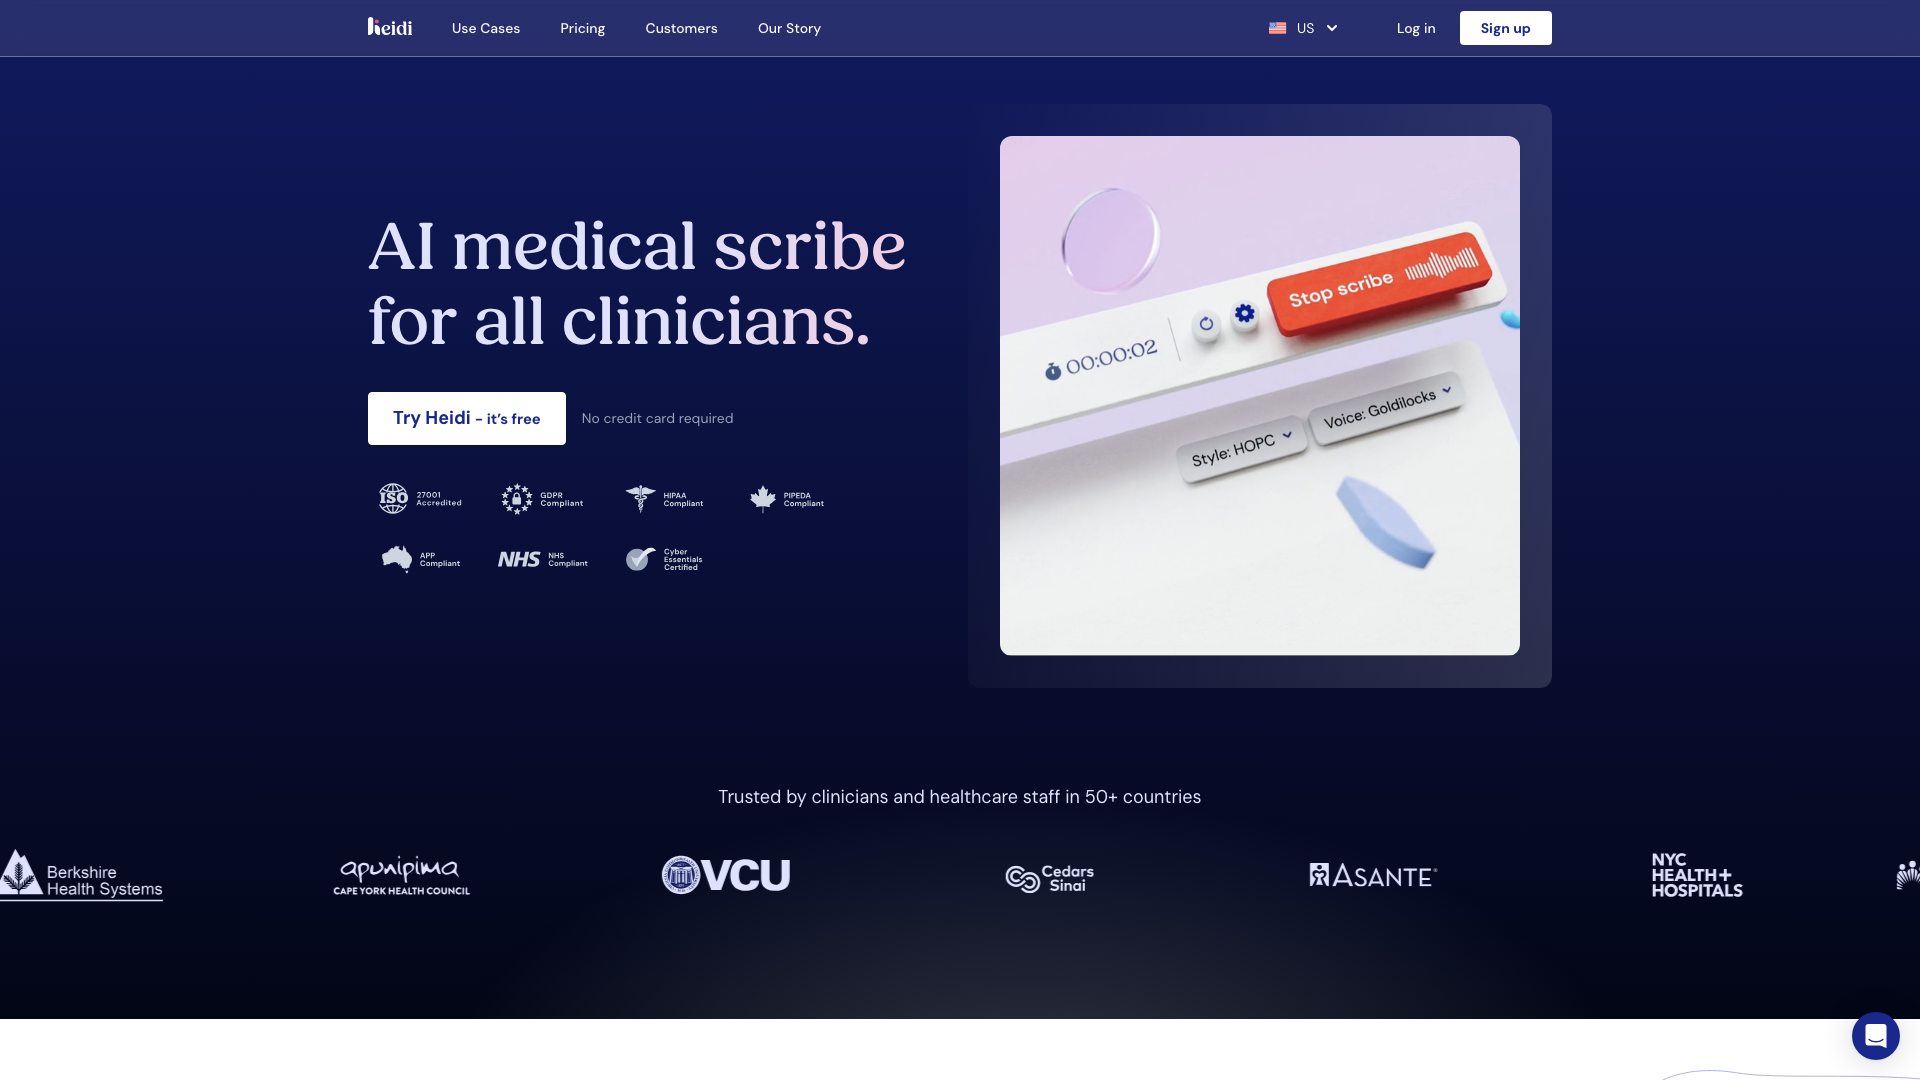 heidi
Use Cases
Pricing
Customers
Our Story
US
Log in
Sign up
AI medical scribe
for all clinicians.
Try Heidi - it's free
No credit card required
ISO
27001
Accredited
GDPR
Compliant
HIPAA
Compliant
PIPEDA
Compliant
APP
Compliant
NHS
NHS
Compliant
Cyber
Essentials
Certified
Stop scribe
00:00:02
Voice: Goldilocks
Style: HOPC
Trusted by clinicians and healthcare staff in 50+ countries
Berkshire
Health Systems
apunipima
CAPE YORK HEALTH COUNCIL
VCU
Cedars
Sinai
ASANTE®
NYC
HEALTH+
HOSPITALS